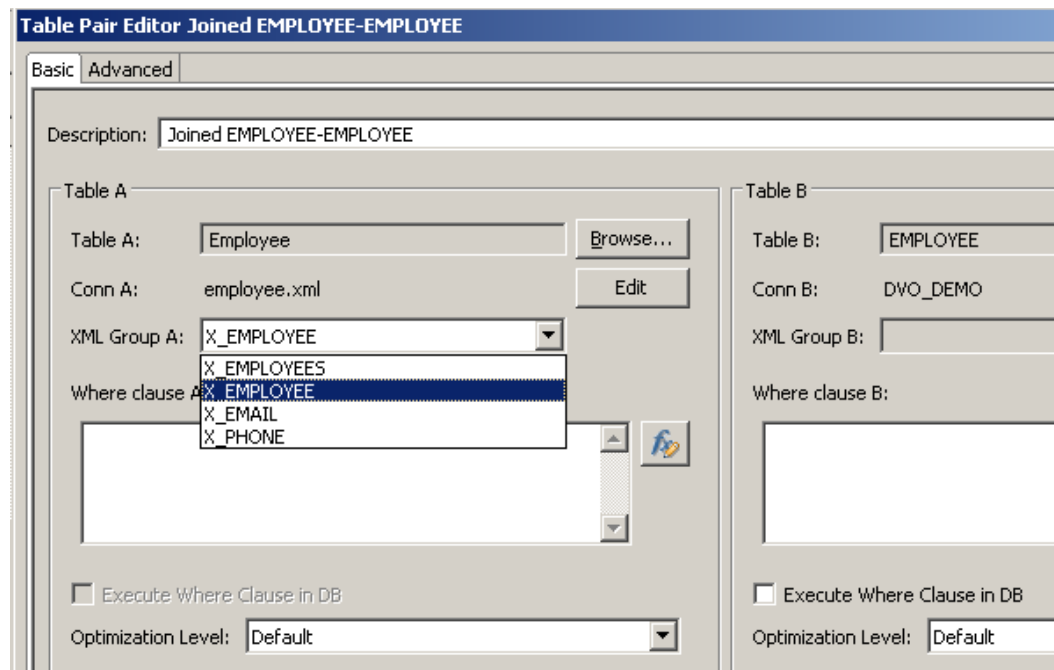 Table Pair Editor Joined EMPLOYEE-EMPLOYEE
Basic Advanced
Description: Joined EMPLOYEE-EMPLOYEE
Table A
Table A: Employee Browse...
Conn A: employee.xml Edit
XML Group A: X_EMPLOYEE
X_EMPLOYEES
Where clause A X_EMPLOYEE
X_EMAIL
X_PHONE
Execute Where Clause in DB
Optimization Level: Default
Table B
Table B: EMPLOYEE
Conn B: DVO_DEMO
XML Group B:
Where clause B:
Execute Where Clause in DB
Optimization Level: Default